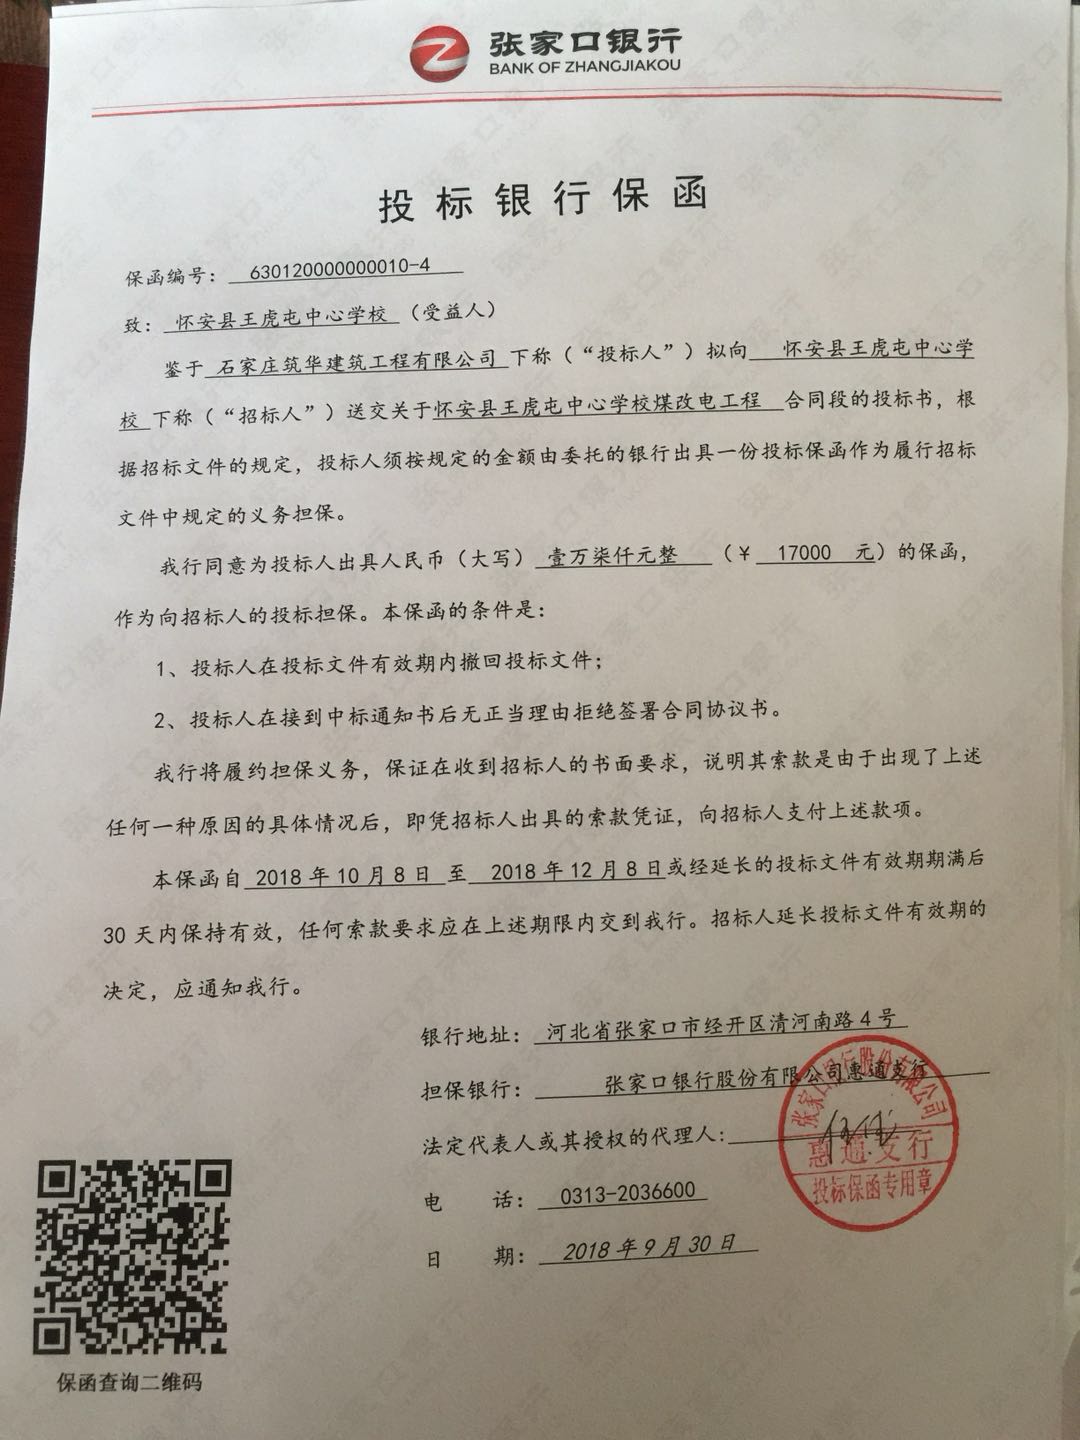 张家口银行
BANK OF ZHANGJIAKOU
投标银行保函
保函编号：630120000000010-4
致：怀安县王虎屯中心学校（受益人）
鉴于 石家庄筑华建筑工程有限公司 下称（“投标人”）拟向 怀安县王虎屯中心学
校 下称（“招标人”）送交关于怀安县王虎屯中心学校煤改电工程 合同段的投标书，根
据招标文件的规定，投标人须按规定的金额由委托的银行出具一份投标保函作为履行招标
文件中规定的义务担保。
我行同意为投标人出具人民币（大写）壹万柒仟元整 （￥ 17000 元）的保函，
作为向招标人的投标担保。本保函的条件是：
1、投标人在投标文件有效期内撤回投标文件；
2、投标人在接到中标通知书后无正当理由拒绝签署合同协议书。
我行将履约担保义务，保证在收到招标人的书面要求，说明其索款是由于出现了上述
任何一种原因的具体情况后，即凭招标人出具的索款凭证，向招标人支付上述款项。
本保函自 2018年10月8日 至 2018年12月8日或经延长的投标文件有效期期满后
30天内保持有效，任何索款要求应在上述期限内交到我行。招标人延长投标文件有效期的
决定，应通知我行。
银行地址：河北省张家口市经开区清河南路4号
担保银行：张家口银行股份有限公司惠通支行
法定代表人或其授权的代理人：
电 话：0313-2036600
日 期：2018年9月30日
张家口银行股份有限公司
惠通支行
投标保函专用章
保函查询二维码